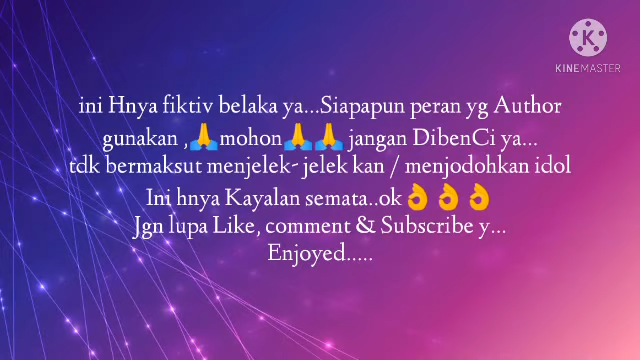 KINEMASTER
ini Hnya fiktiv belaka ya...Siapapun peran yg Author
gunakan ,🙏mohon🙏🙏 jangan DibenCi ya...
tdk bermaksut menjelek- jelek kan / menjodohkan idol
Ini hnya Kayalan semata..ok👌👌👌
Jgn lupa Like, comment & Subscribe y...
Enjoyed.....